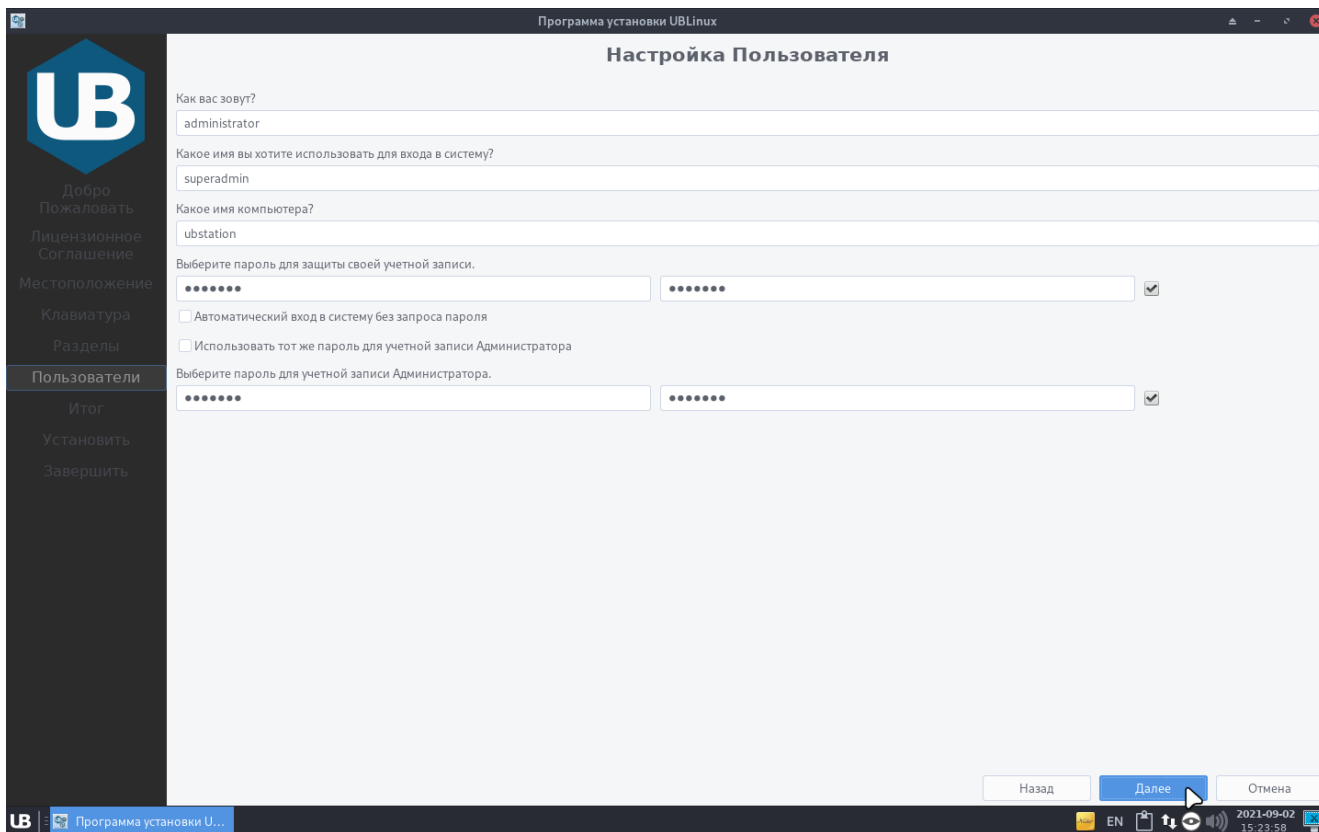 Программа установки UBLinux
UB
Добро
Пожаловать
Лицензионное
Соглашение
Местоположение
Клавиатура
Разделы
Пользователи
Итог
Установить
Завершить
Настройка Пользователя
Как вас зовут?
administrator
Какое имя вы хотите использовать для входа в систему?
superadmin
Какое имя компьютера?
ubstation
Выберите пароль для защиты своей учетной записи.
●●●●●●● ●●●●●●●
Автоматический вход в систему без запроса пароля
Использовать тот же пароль для учетной записи Администратора
Выберите пароль для учетной записи Администратора.
●●●●●●● ●●●●●●●
Назад Далее Отмена
UB Программа установки U... EN 2021-09-02
15:23:58